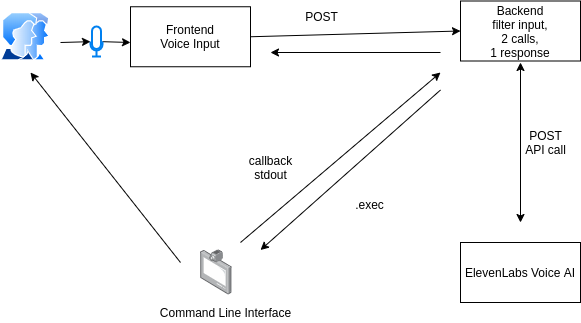 Frontend
Voice Input
POST
Backend
filter input,
2 calls,
1 response
callback
stdout
.exec
POST
API call
ElevenLabs Voice AI
Command Line Interface